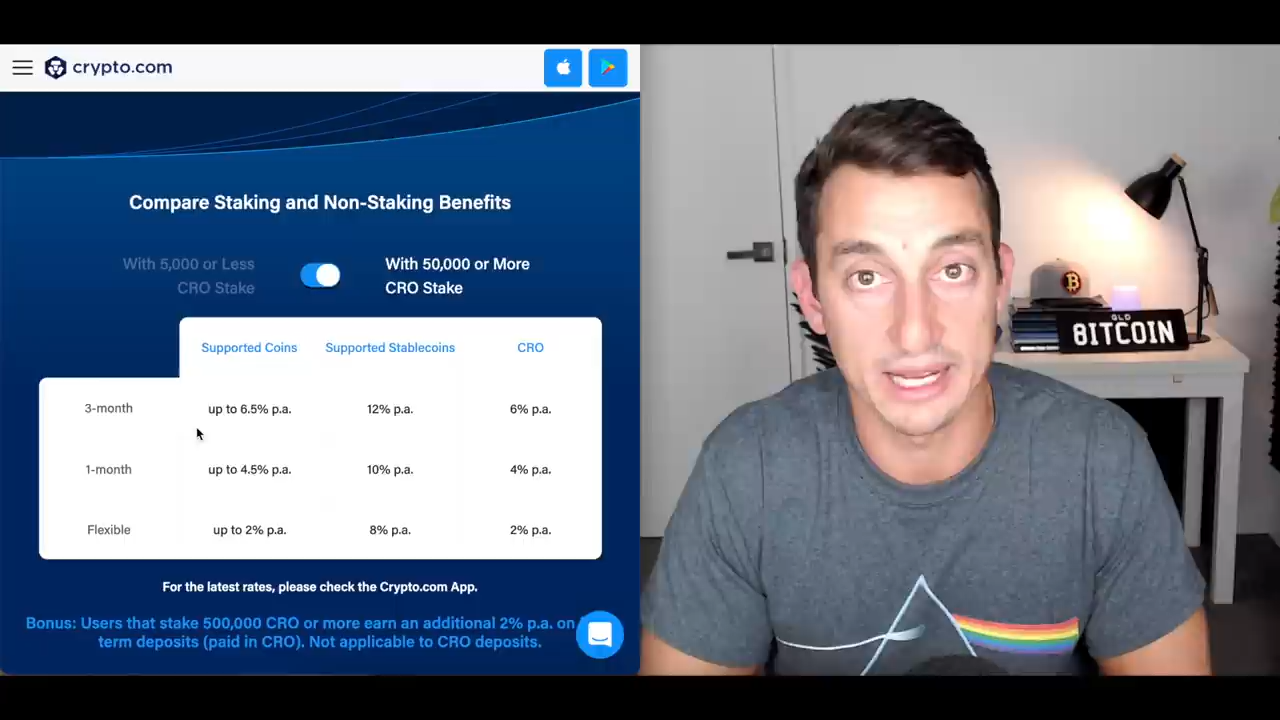 crypto.com
Compare Staking and Non-Staking Benefits
With 5,000 or Less
CRO Stake
With 50,000 or More
CRO Stake
Supported Coins Supported Stablecoins CRO
3-month up to 6.5% p.a. 12% p.a. 6% p.a.
1-month up to 4.5% p.a. 10% p.a. 4% p.a.
Flexible up to 2% p.a. 8% p.a. 2% p.a.
For the latest rates, please check the Crypto.com App.
Bonus: Users that stake 500,000 CRO or more earn an additional 2% p.a. on
term deposits (paid in CRO). Not applicable to CRO deposits.
QLD
BITCOIN